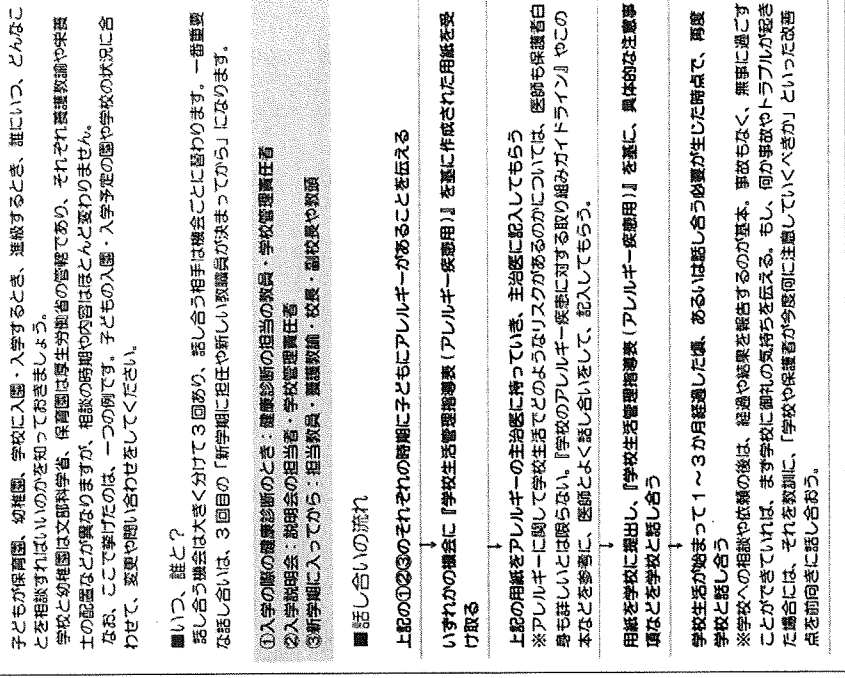 子どもが保育園、幼稚園、学校に入園・入学するとき、進級するとき、誰にいつ、どんなこ
とを相談すればいいのかを知っておきましょう。
学校と幼稚園は文部科学省、保育園は厚生労働省の管轄であり、それぞれ養護教諭や栄養
士の配置などが異なりますが、相談の時期や内容はほとんど変わりません。
なお、ここで挙げたのは、一つの例です。子どもの入園・入学予定の園や学校の状況に合
わせて、変更や問い合わせをしてください。
■いつ、誰と?
話し合う機会は大きく分けて3回あり、話し合う相手は機会ごとに替わります。一番重要
な話し合いは、3回目の「新学期に担任や新しい教職員が決まってから」になります。
①入学の際の健康診断のとき:健康診断の担当の教員・学校管理責任者
②入学説明会:説明会の担当者・学校管理責任者
③新学期に入ってから:担当教員・養護教諭・校長・副校長や教頭
■話し合いの流れ
上記の①②③のそれぞれの時期に子どもにアレルギーがあることを伝える
↓
いずれかの機会に『学校生活管理指導表(アレルギー疾患用)』を基に作成された用紙を受
け取る
↓
上記の用紙をアレルギーの主治医に持っていき、主治医に記入してもらう
※アレルギーに関して学校生活でどのようなリスクがあるのかについては、医師も保護者自
身も詳しいとは限らない。『学校のアレルギー疾患に対する取り組みガイドライン』やこの
本などを参考に、医師とよく話し合いをして、記入してもらう。
↓
用紙を学校に提出し、『学校生活管理指導表(アレルギー疾患用)』を基に、具体的な注意事
項などを学校と話し合う
↓
学校生活が始まって1~3か月経過した頃、あるいは話し合う必要が生じた時点で、再度
学校と話し合う
※学校への相談や依頼の後は、経過や結果を報告するのが基本。事故もなく、無事に過ごす
ことができていれば、まず学校に御礼の気持ちを伝える。もし、何か事故やトラブルが起き
た場合には、それを教訓に、「学校や保護者が今度何に注意していくべきか」といった改善
点を前向きに話し合おう。